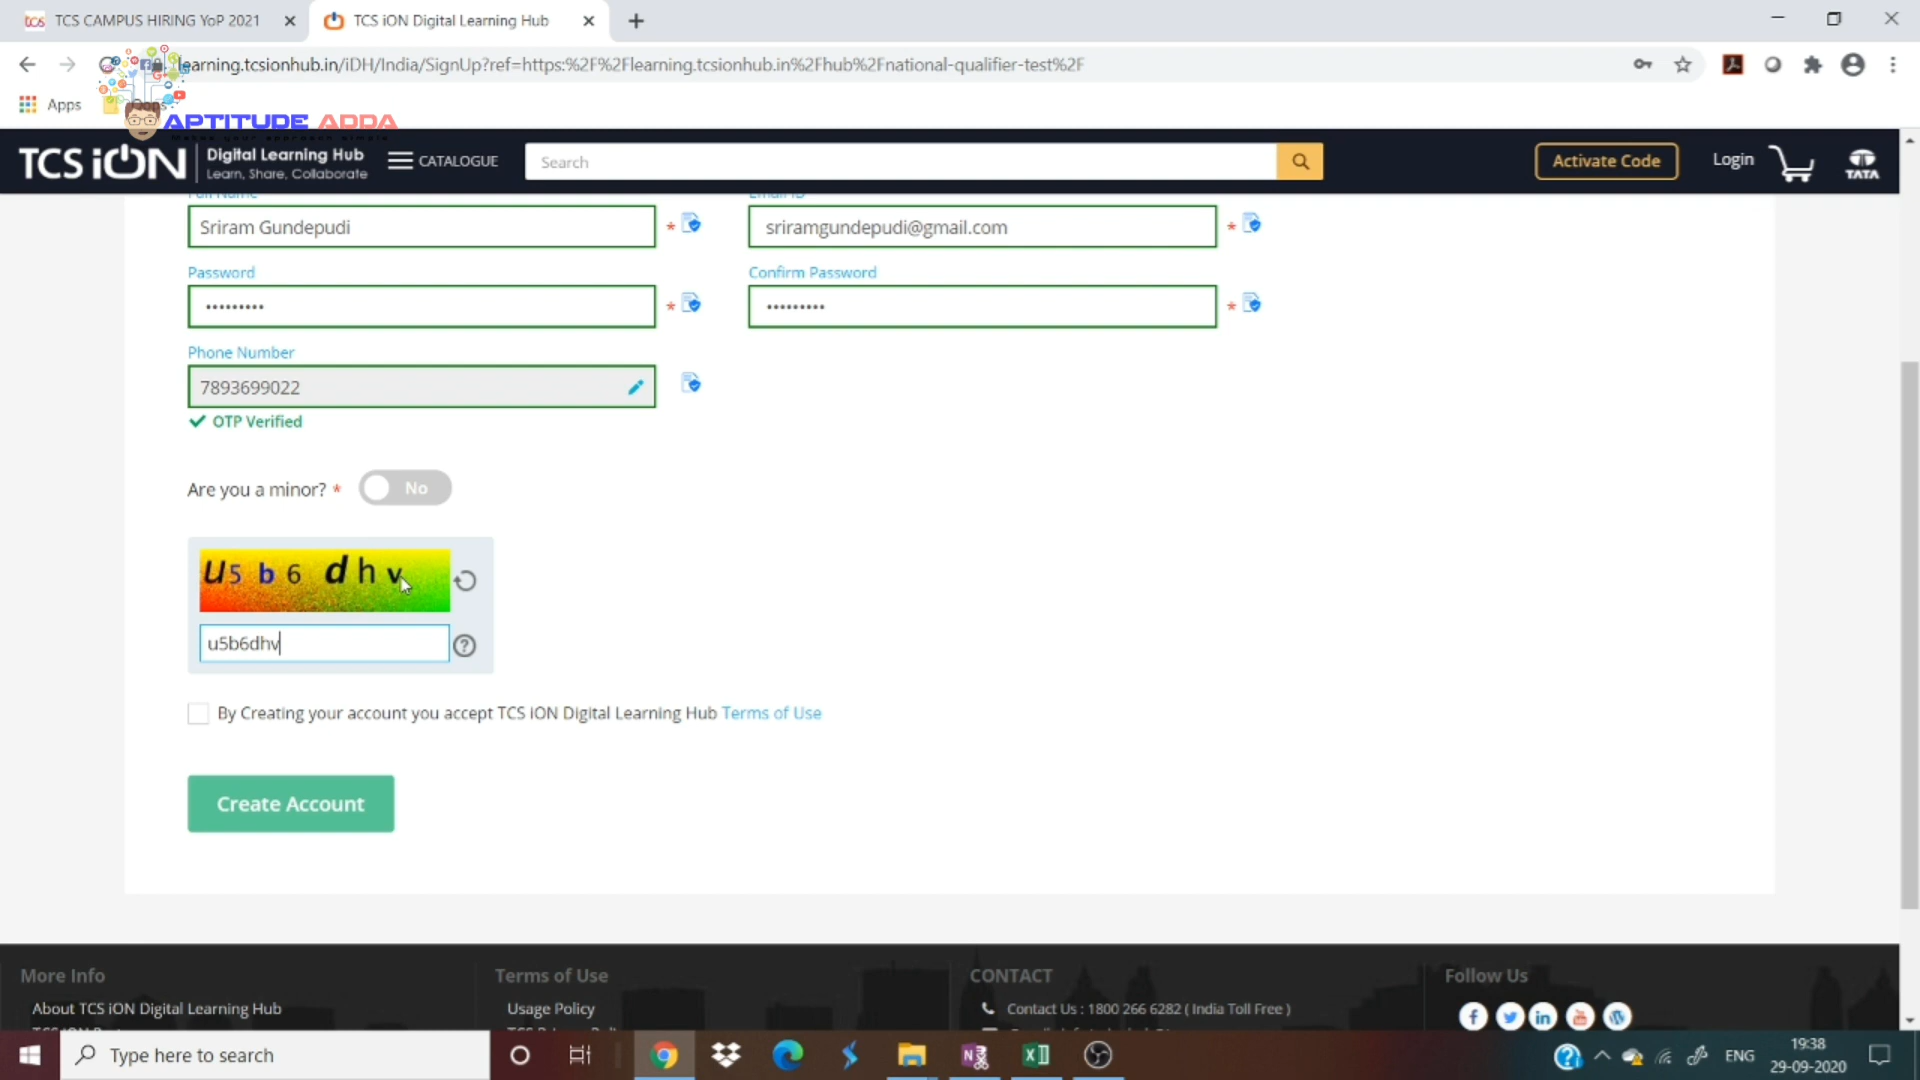 tcs TCS CAMPUS HIRING YoP 2021
TCS iON Digital Learning Hub
learning.tcsionhub.in/iDH/India/SignUp?ref=https:%2F%2Flearning.tcsionhub.in%2Fhub%2Fnational-qualifier-test%2F
Apps
APTITUDE ADDA
TCS iON
Digital Learning Hub
Learn, Share, Collaborate
CATALOGUE
Search
Activate Code
Login
TATA
Full Name
Email ID
Sriram Gundepudi
*
sriramgundepudi@gmail.com
*
Password
Confirm Password
•••••••••
*
•••••••••
*
Phone Number
7893699022
OTP Verified
Are you a minor? *
No
u5 b 6 d h v
u5b6dhv
By Creating your account you accept TCS iON Digital Learning Hub Terms of Use
Create Account
More Info
About TCS iON Digital Learning Hub
Terms of Use
Usage Policy
CONTACT
Contact Us : 1800 266 6282 ( India Toll Free )
Follow Us
Type here to search
ENG
19:38
29-09-2020